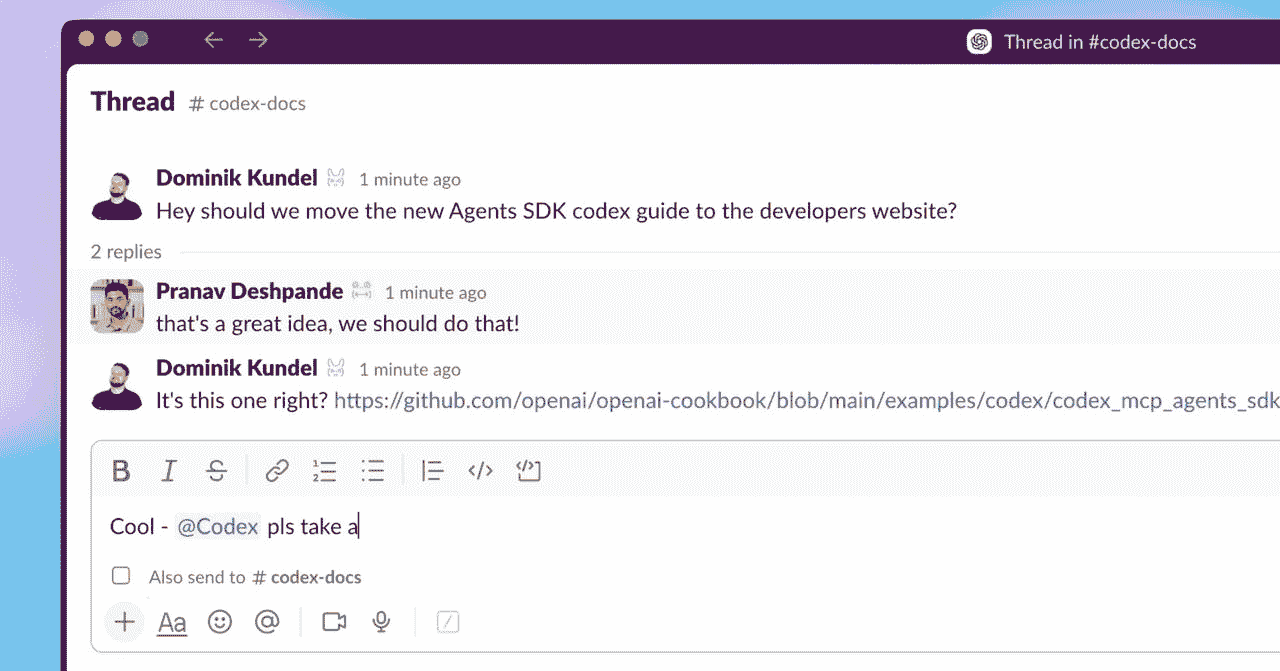 Thread in #codex-docs
Thread # codex-docs
Dominik Kundel 1 minute ago
Hey should we move the new Agents SDK codex guide to the developers website?
2 replies
Pranav Deshpande 1 minute ago
that's a great idea, we should do that!
Dominik Kundel 1 minute ago
It's this one right? https://github.com/openai/openai-cookbook/blob/main/examples/codex/codex_mcp_agents_sdk
Cool - @Codex pls take a
Also send to # codex-docs
Aa